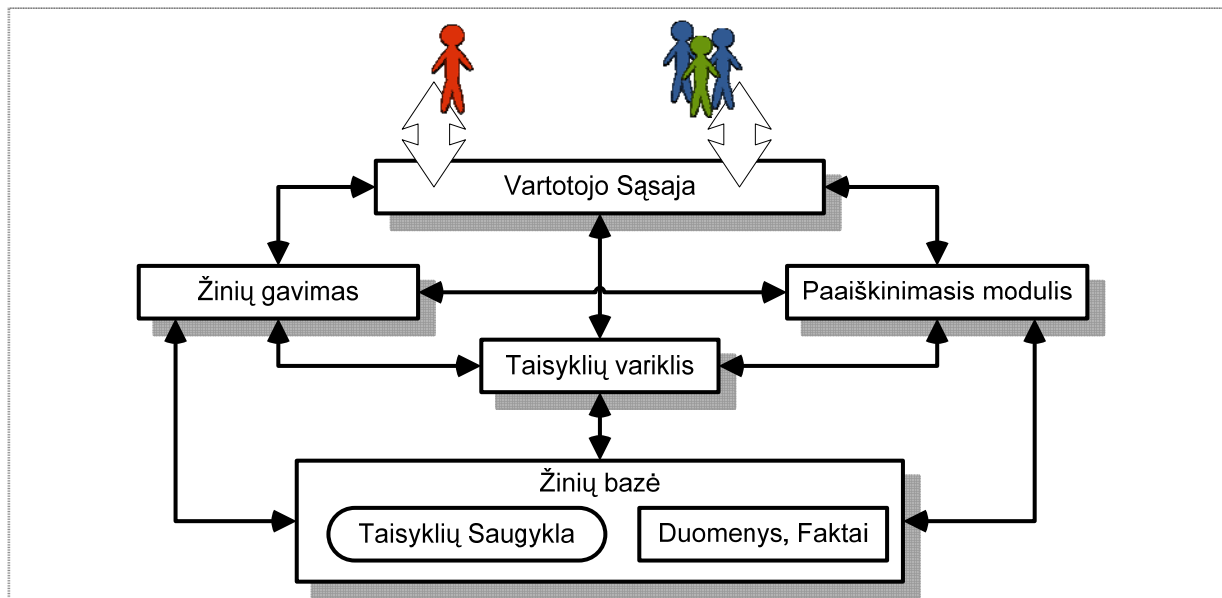 Vartotojo Sąsaja
Žinių gavimas
Paaiškinimasis modulis
Taisyklių variklis
Žinių bazė
Taisyklių Saugykla
Duomenys, Faktai